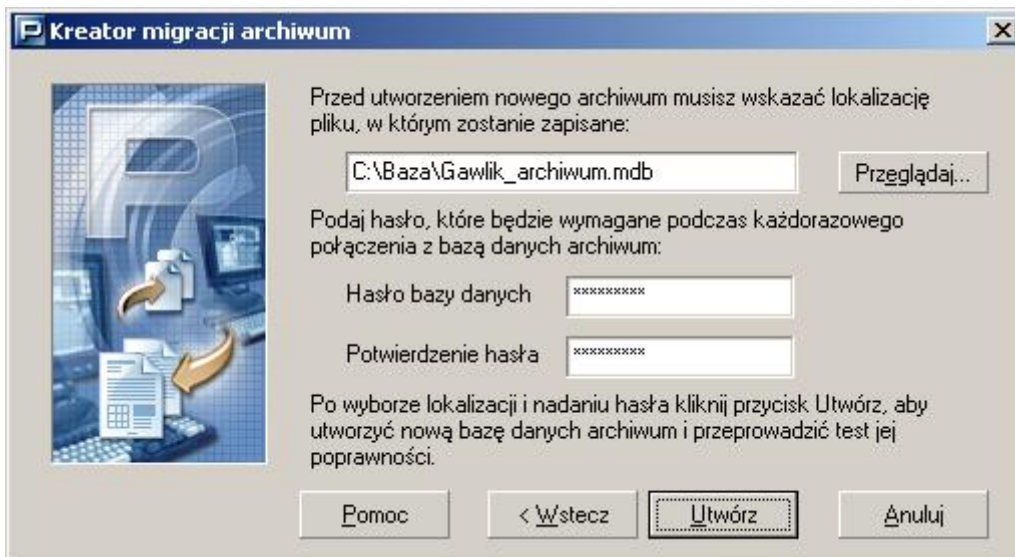 Kreator migracji archiwum
Przed utworzeniem nowego archiwum musisz wskazać lokalizację
pliku, w którym zostanie zapisane:
C:\Baza\Gawlik_archiwum.mdb Przeglądaj...
Podaj hasło, które będzie wymagane podczas każdorazowego
połączenia z bazą danych archiwum:
Hasło bazy danych *********
Potwierdzenie hasła *********
Po wyborze lokalizacji i nadaniu hasła kliknij przycisk Utwórz, aby
utworzyć nową bazę danych archiwum i przeprowadzić test jej
poprawności.
Pomoc < Wstecz Utwórz Anuluj